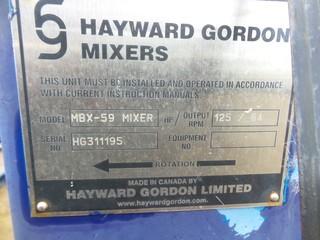 HAYWARD GORDON
MIXERS
THIS UNIT MUST BE INSTALLED AND OPERATED IN ACCORDANCE
WITH CURRENT INSTRUCTION MANUALS.
MODEL MBX-59 MIXER HP / OUTPUT RPM 125 / 84
SERIAL NO HG311195 EQUIPMENT NO
ROTATION
MADE IN CANADA BY
HAYWARD GORDON LIMITED
www.haywardgordon.com